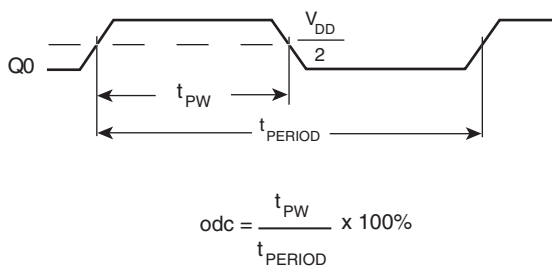 V_DD
2
Q0
t_PW
t_PERIOD
odc = t_PW / t_PERIOD x 100%